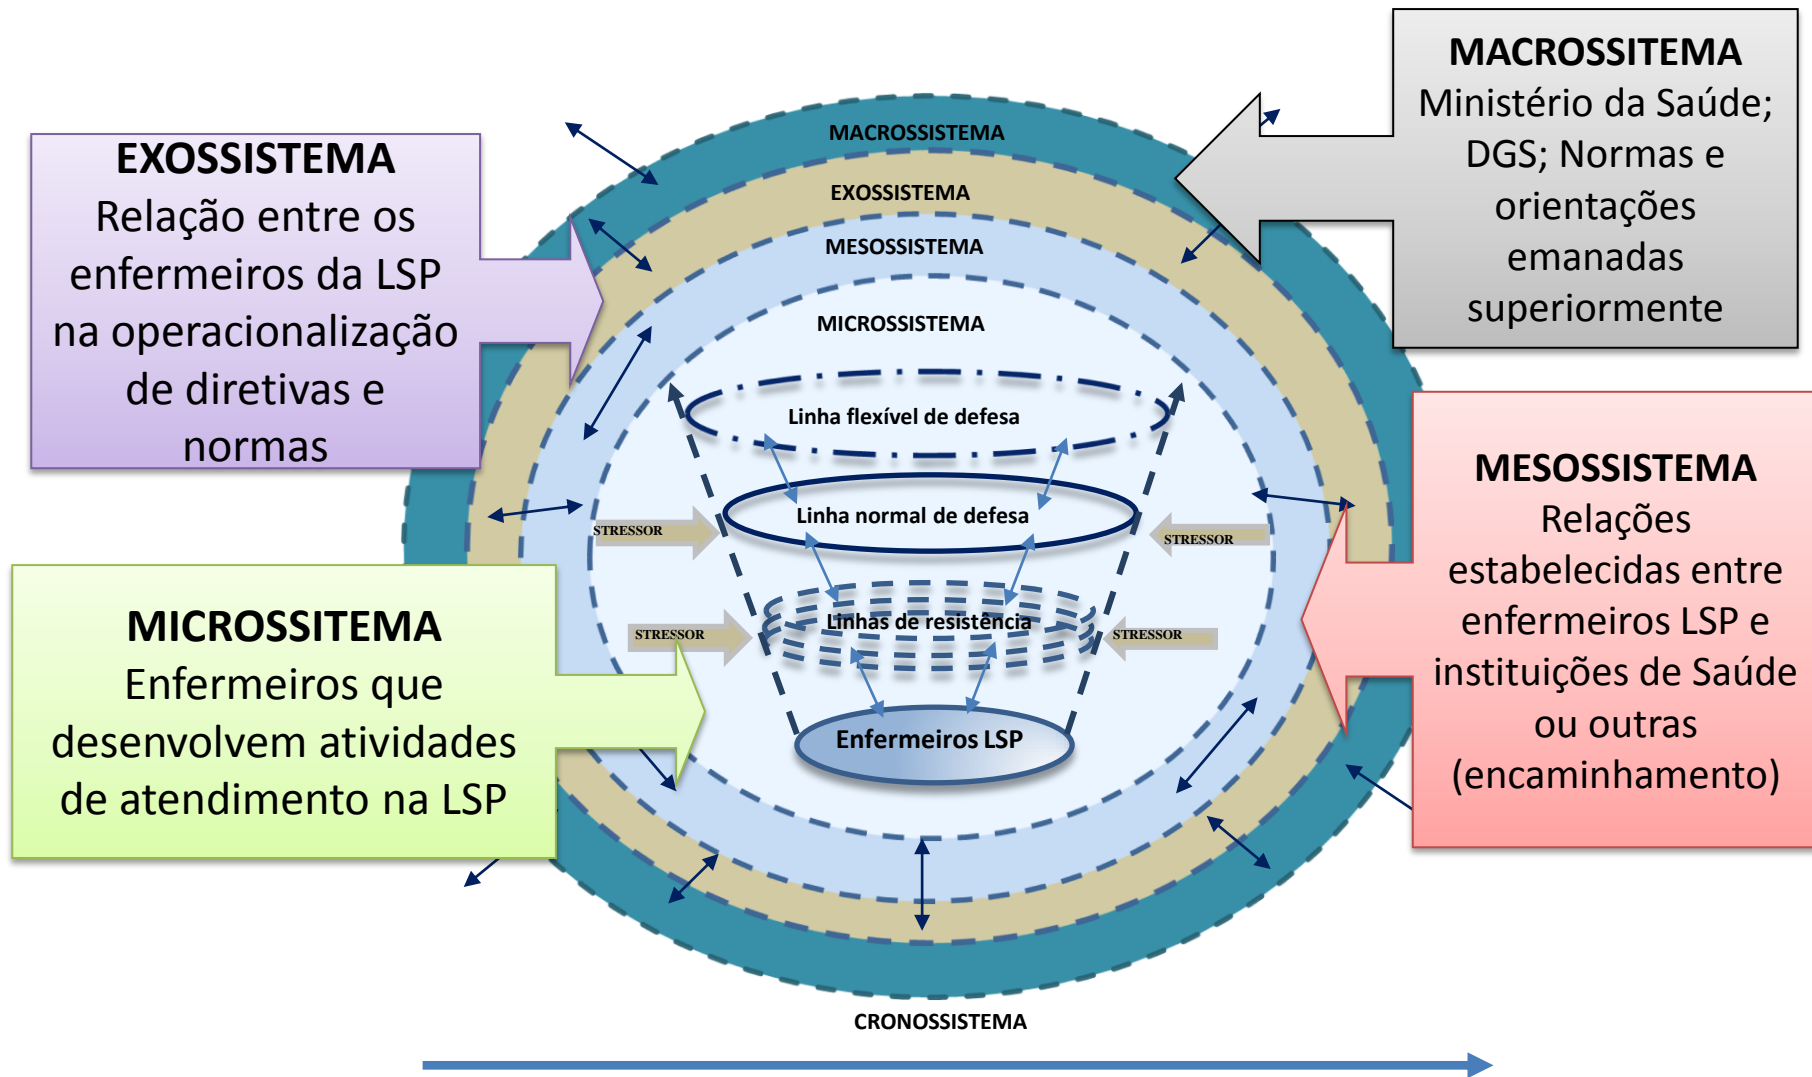 MACROSSITEMA
Ministério da Saúde;
DGS; Normas e
orientações
emanadas
superiormente
EXOSSISTEMA
Relação entre os
enfermeiros da LSP
na operacionalização
de diretivas e
normas
MACROSSISTEMA
EXOSSISTEMA
MESOSSISTEMA
MICROSSISTEMA
Linha flexível de defesa
Linha normal de defesa
STRESSOR
STRESSOR
Linhas de resistência
STRESSOR
STRESSOR
Enfermeiros LSP
MESOSSISTEMA
Relações
estabelecidas entre
enfermeiros LSP e
instituições de Saúde
ou outras
(encaminhamento)
MICROSSITEMA
Enfermeiros que
desenvolvem atividades
de atendimento na LSP
CRONOSSISTEMA